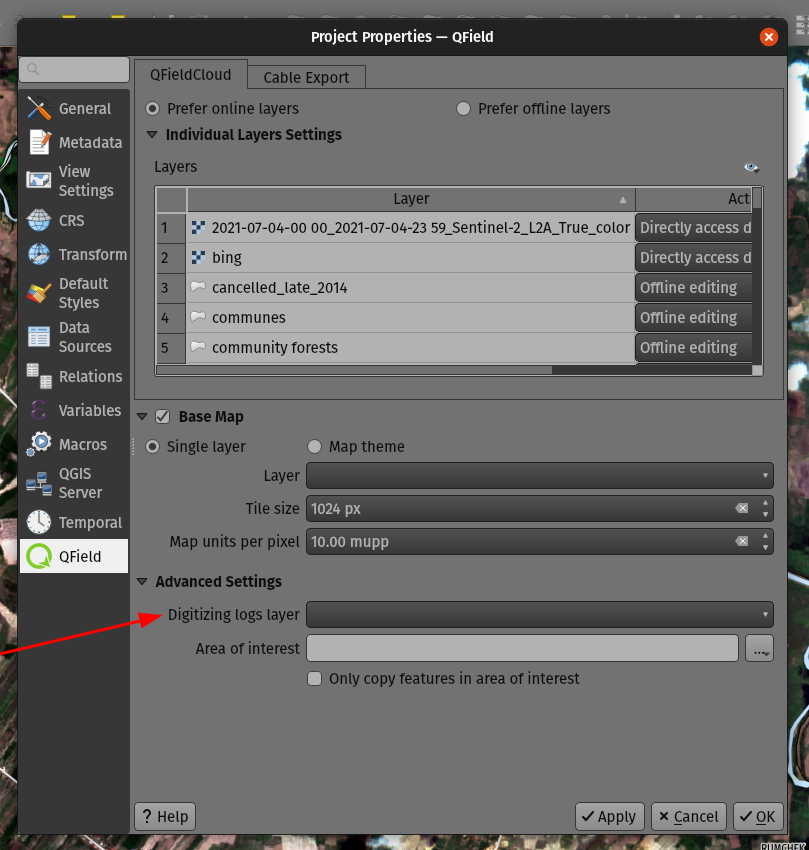 Project Properties — QField
QFieldCloud
Cable Export
General
Metadata
View
Settings
CRS
Transform
Default
Styles
Data
Sources
Relations
Variables
Macros
QGIS
Server
Temporal
QField
Prefer online layers
Prefer offline layers
Individual Layers Settings
Layers
Layer
Act
1 2021-07-04-00 00_2021-07-04-23 59_Sentinel-2_L2A_True_color Directly access d
2 bing Directly access d
3 cancelled_late_2014 Offline editing
4 communes Offline editing
5 community forests Offline editing
Base Map
Single layer
Map theme
Layer
Tile size 1024 px
Map units per pixel 10.00 mupp
Advanced Settings
Digitizing logs layer
Area of interest
...
Only copy features in area of interest
? Help
Apply
Cancel
OK